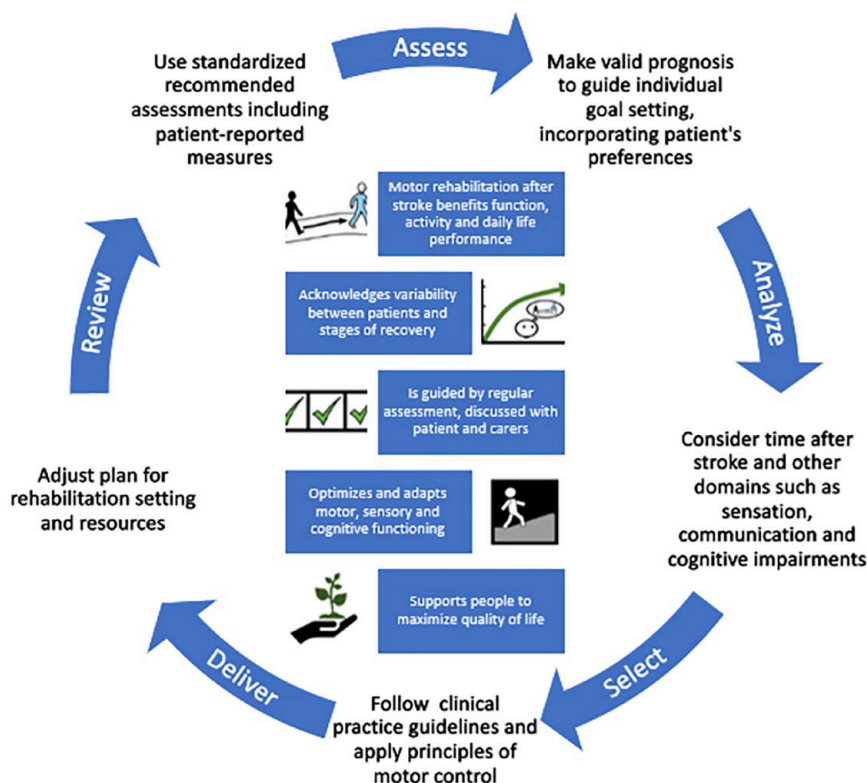 Assess
Use standardized
recommended
assessments including
patient-reported
measures
Make valid prognosis
to guide individual
goal setting,
incorporating patient's
preferences
Motor rehabilitation after
stroke benefits function,
activity and daily life
performance
Analyze
Review
Acknowledges variability
between patients and
stages of recovery
Is guided by regular
assessment, discussed with
patient and carers
Consider time after
stroke and other
domains such as
sensation,
communication and
cognitive impairments
Adjust plan for
rehabilitation setting
and resources
Optimizes and adapts
motor, sensory and
cognitive functioning
Supports people to
maximize quality of life
Select
Deliver
Follow clinical
practice guidelines and
apply principles of
motor control